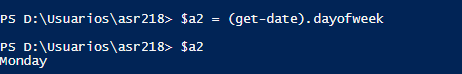 PS D:\Usuarios\asr218> $a2 = (get-date).dayofweek
PS D:\Usuarios\asr218> $a2
Monday